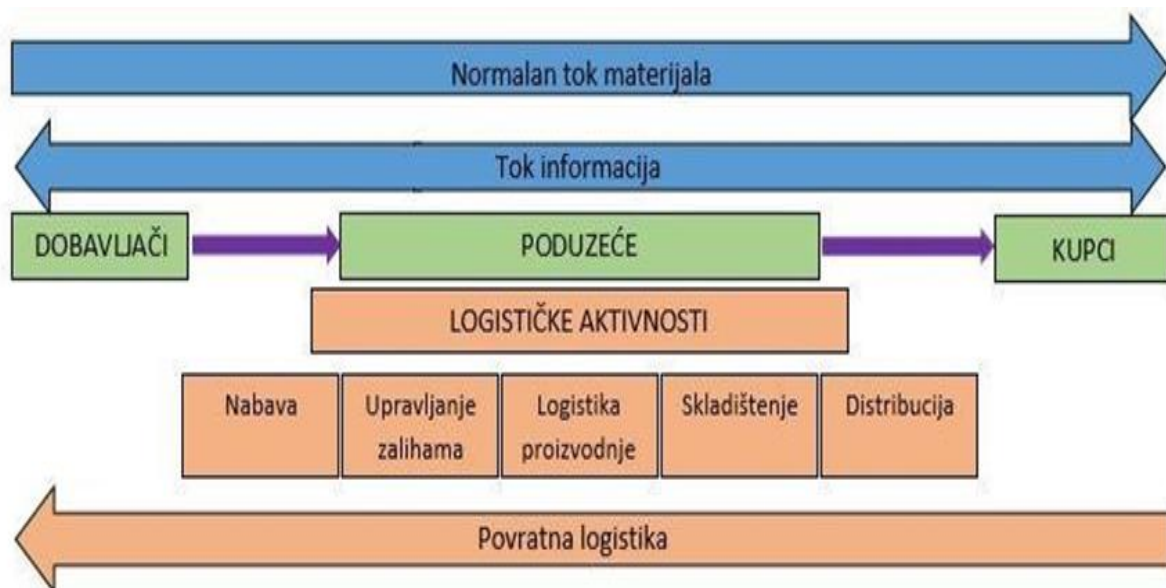 Normalan tok materijala
Tok informacija
DOBAVLJAČI
PODUZEĆE
KUPCI
LOGISTIČKE AKTIVNOSTI
Nabava
Upravljanje
zalihama
Logistika
proizvodnje
Skladištenje
Distribucija
Povratna logistika